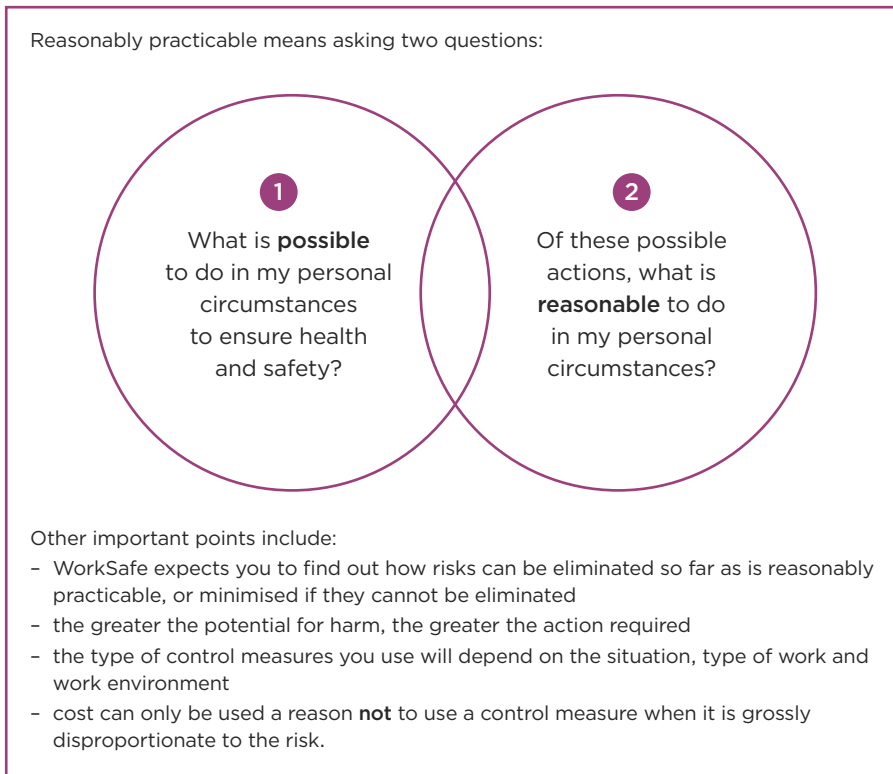 Reasonably practicable means asking two questions:
1
What is possible
to do in my personal
circumstances
to ensure health
and safety?
2
Of these possible
actions, what is
reasonable to do
in my personal
circumstances?
Other important points include:
– WorkSafe expects you to find out how risks can be eliminated so far as is reasonably
practicable, or minimised if they cannot be eliminated
– the greater the potential for harm, the greater the action required
– the type of control measures you use will depend on the situation, type of work and
work environment
– cost can only be used a reason not to use a control measure when it is grossly
disproportionate to the risk.